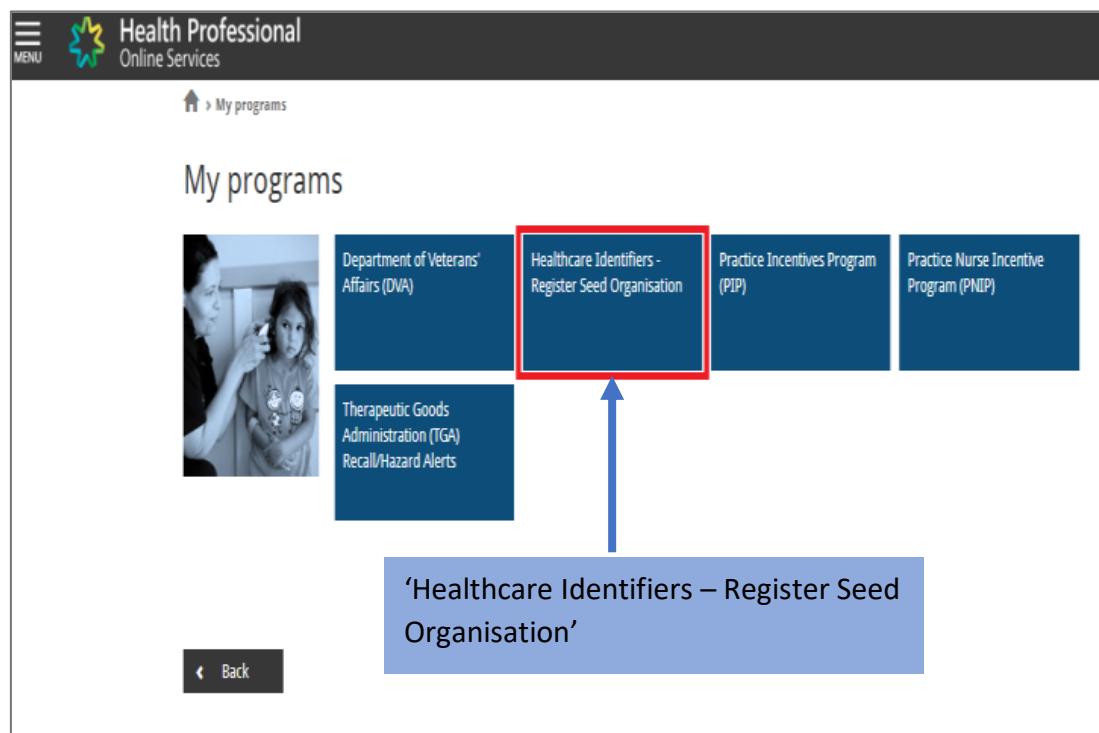 Health Professional
MENU
Online Services
> My programs
My programs
Department of Veterans'
Affairs (DVA)
Healthcare Identifiers -
Register Seed Organisation
Practice Incentives Program
(PIP)
Practice Nurse Incentive
Program (PNIP)
Therapeutic Goods
Administration (TGA)
Recall/Hazard Alerts
‘Healthcare Identifiers – Register Seed
Organisation’
Back